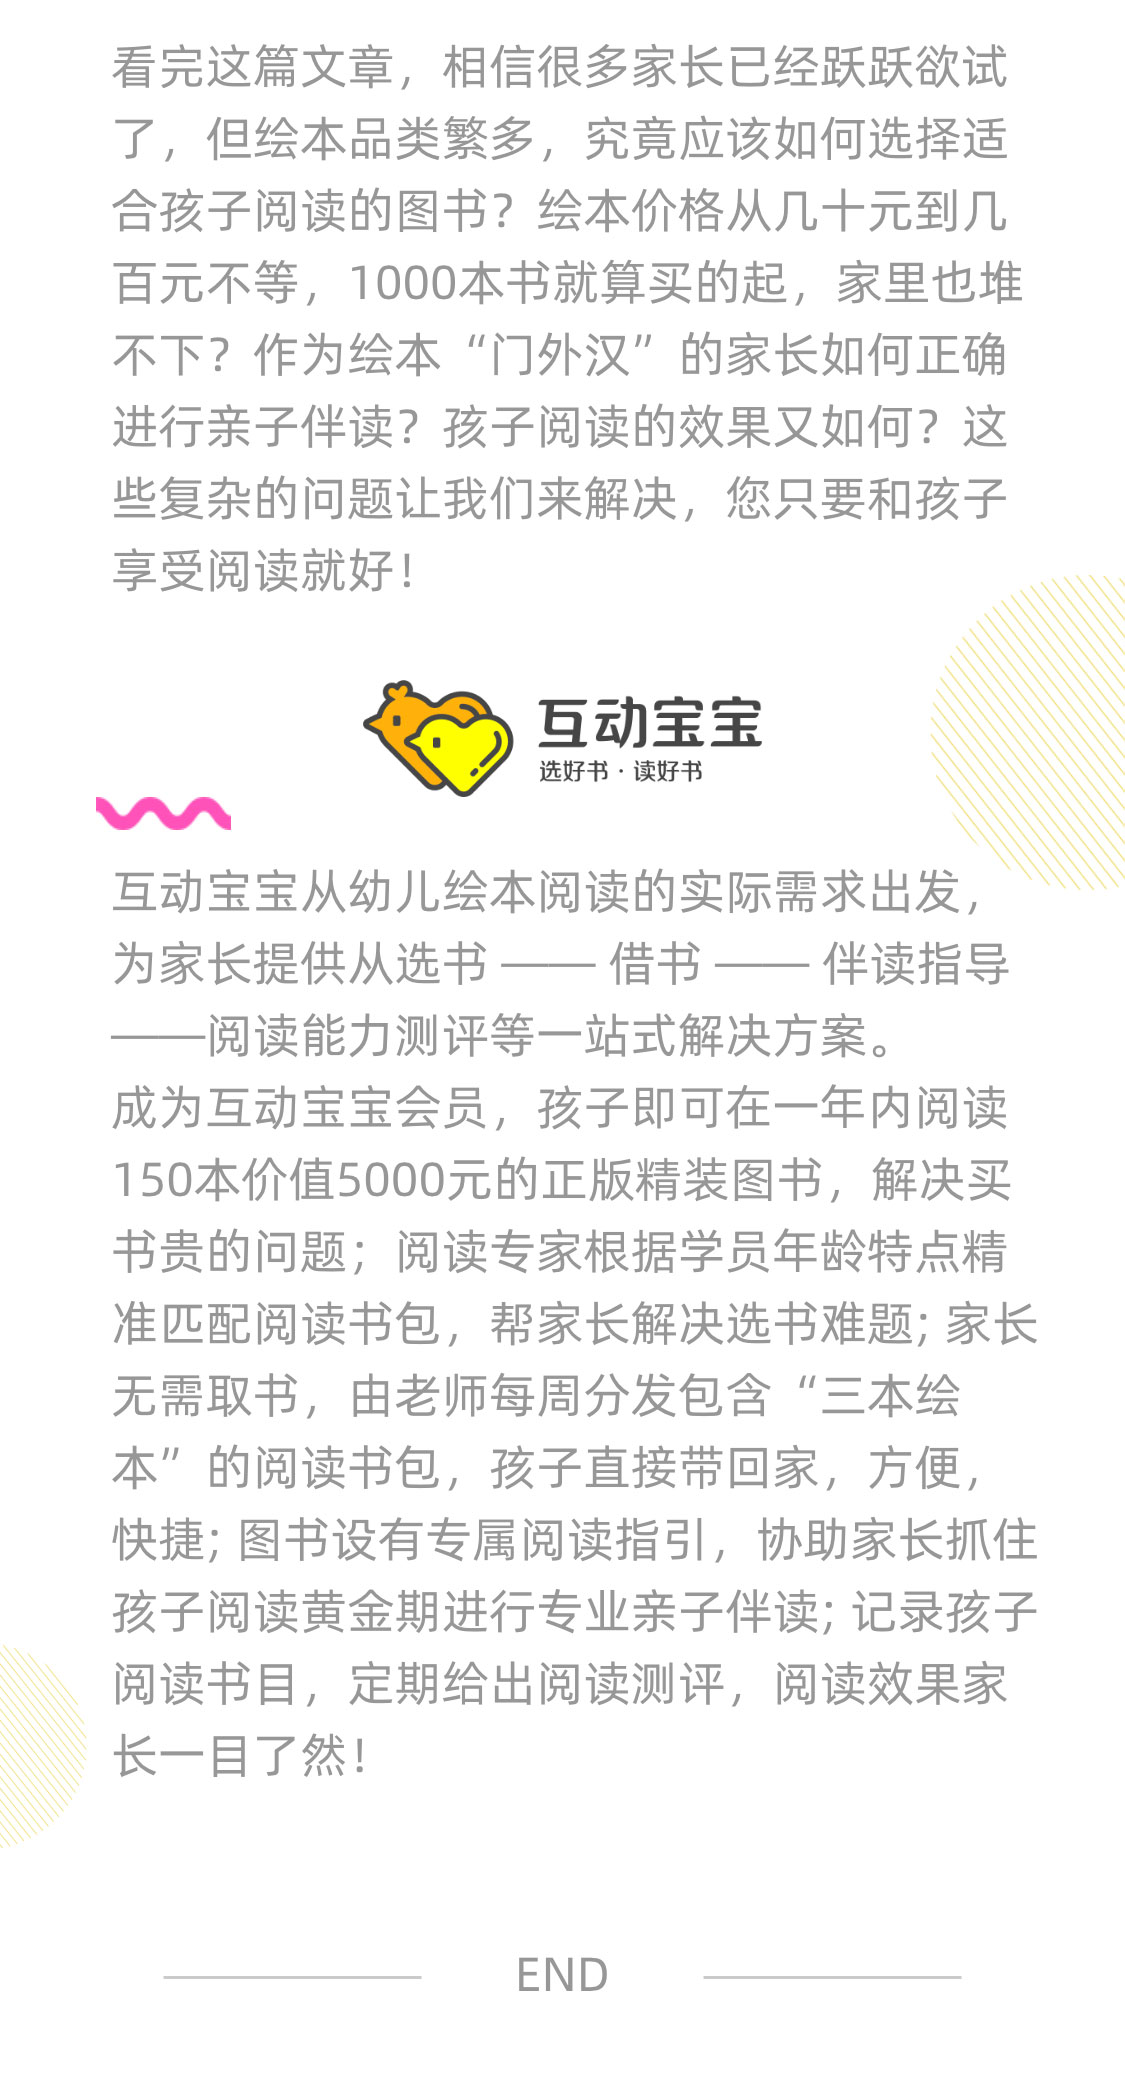 看完这篇文章，相信很多家长已经跃跃欲试
了，但绘本品类繁多，究竟应该如何选择适
合孩子阅读的图书？绘本价格从几十元到几
百元不等，1000本书就算买的起，家里也堆
不下？作为绘本“门外汉”的家长如何正确
进行亲子伴读？孩子阅读的效果又如何？这
些复杂的问题让我们来解决，您只要和孩子
享受阅读就好！
互动宝宝
选好书·读好书
互动宝宝从幼儿绘本阅读的实际需求出发，
为家长提供从选书 —— 借书 —— 伴读指导
——阅读能力测评等一站式解决方案。
成为互动宝宝会员，孩子即可在一年内阅读
150本价值5000元的正版精装图书，解决买
书贵的问题；阅读专家根据学员年龄特点精
准匹配阅读书包，帮家长解决选书难题; 家长
无需取书，由老师每周分发包含“三本绘
本”的阅读书包，孩子直接带回家，方便，
快捷; 图书设有专属阅读指引，协助家长抓住
孩子阅读黄金期进行专业亲子伴读; 记录孩子
阅读书目，定期给出阅读测评，阅读效果家
长一目了然！
END